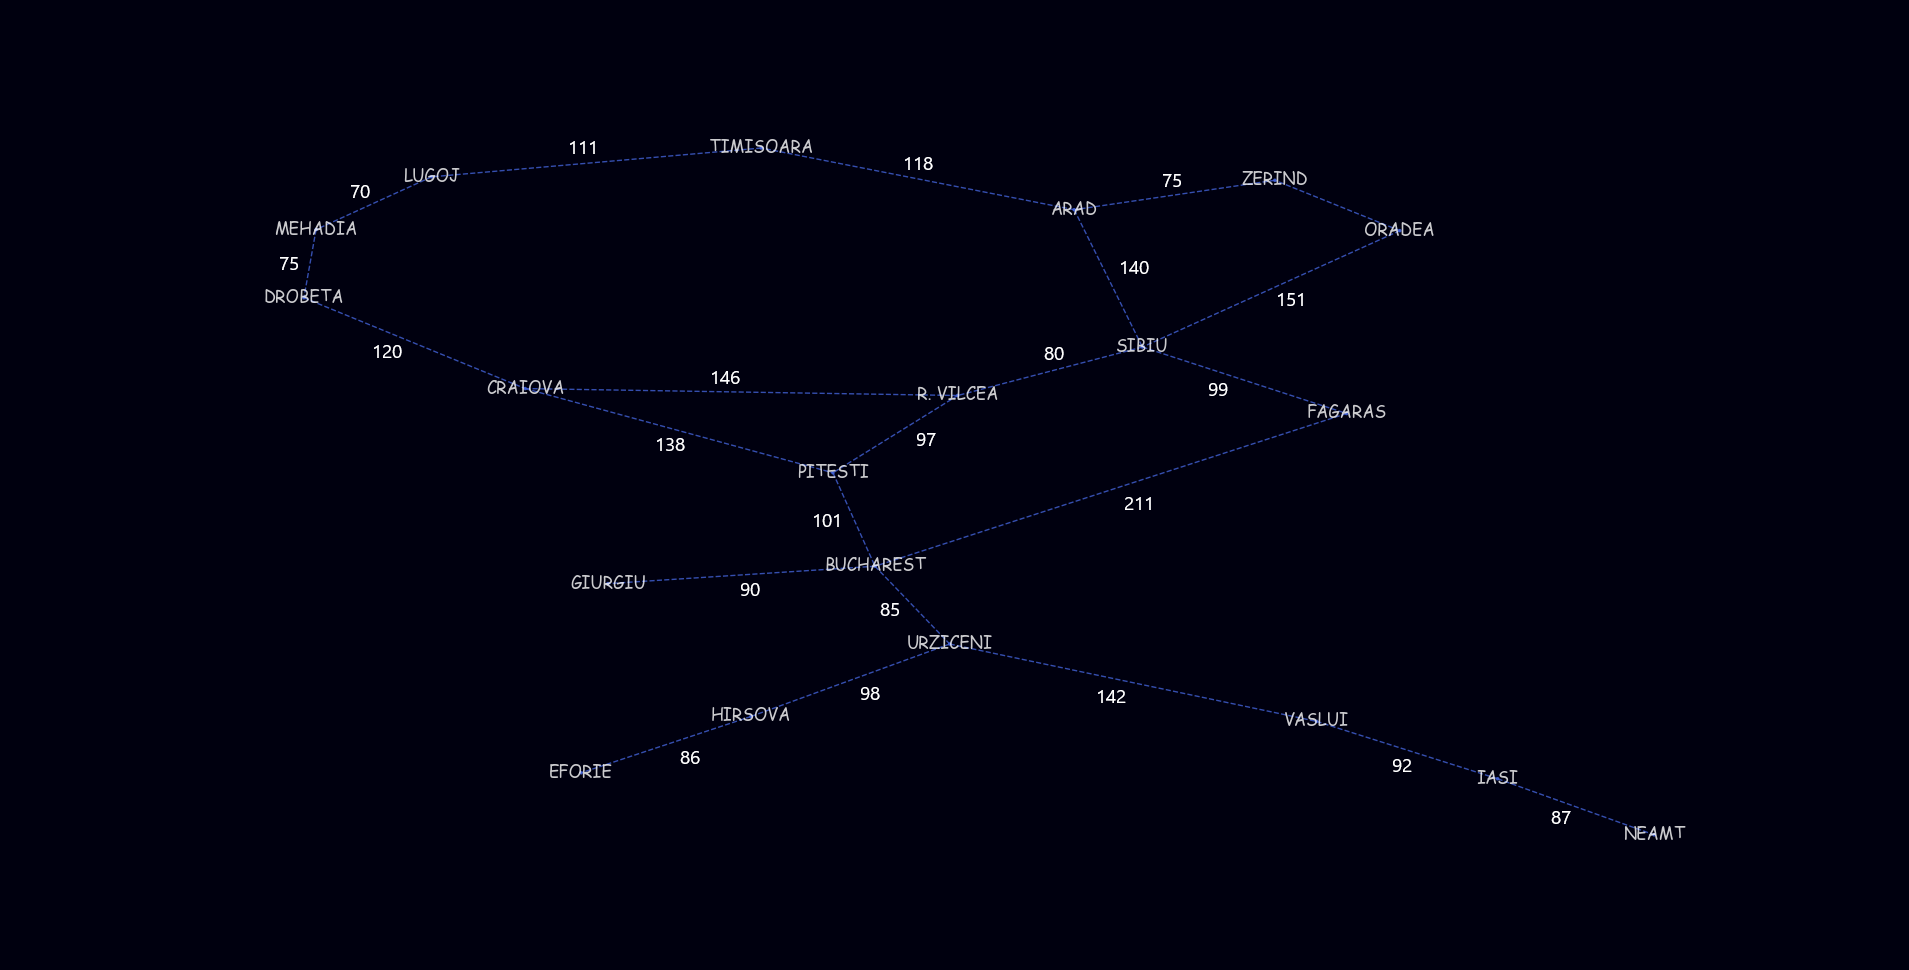 TIMISOARA
111
118
LUGOJ
ZERIND
75
70
ARAD
MEHADIA
ORADEA
75
140
DROBETA
151
SIBIU
120
80
146
CRAIOVA
99
R. VILCEA
FAGARAS
97
138
PITESTI
211
101
BUCHAREST
GIURGIU
90
85
URZICENI
98
142
HIRSOVA
VASLUI
86
92
EFORIE
IASI
87
NEAMT